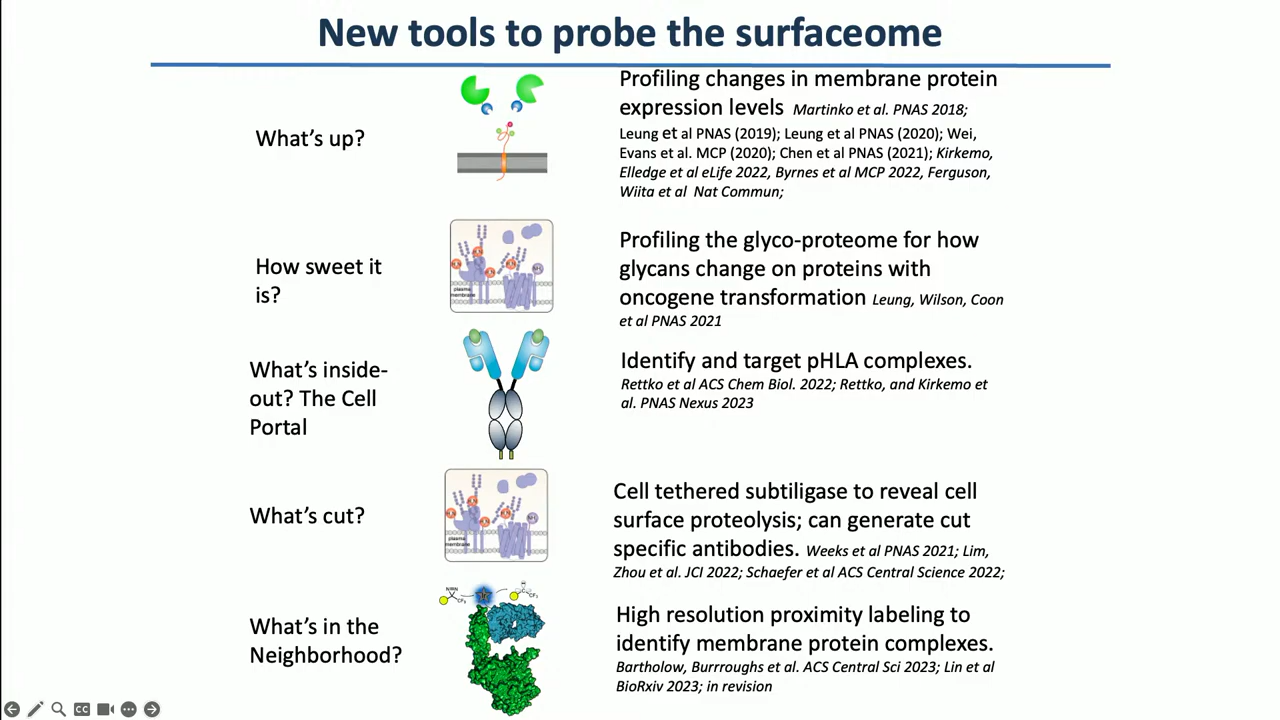 New tools to probe the surfaceome
What's up?
Profiling changes in membrane protein
expression levels Martinko et al. PNAS 2018;
Leung et al PNAS (2019); Leung et al PNAS (2020); Wei,
Evans et al. MCP (2020); Chen et al PNAS (2021); Kirkemo,
Elledge et al eLife 2022, Byrnes et al MCP 2022, Ferguson,
Wiita et al Nat Commun;
How sweet it
is?
plasma
membrane
Profiling the glyco-proteome for how
glycans change on proteins with
oncogene transformation Leung, Wilson, Coon
et al PNAS 2021
What's inside-
out? The Cell
Portal
Identify and target pHLA complexes.
Rettko et al ACS Chem Biol. 2022; Rettko, and Kirkemo et
al. PNAS Nexus 2023
What's cut?
plasma
membrane
Cell tethered subtiligase to reveal cell
surface proteolysis; can generate cut
specific antibodies. Weeks et al PNAS 2021; Lim,
Zhou et al. JCI 2022; Schaefer et al ACS Central Science 2022;
What's in the
Neighborhood?
CF₃
CF₃
High resolution proximity labeling to
identify membrane protein complexes.
Bartholow, Burrroughs et al. ACS Central Sci 2023; Lin et al
BioRxiv 2023; in revision
CC